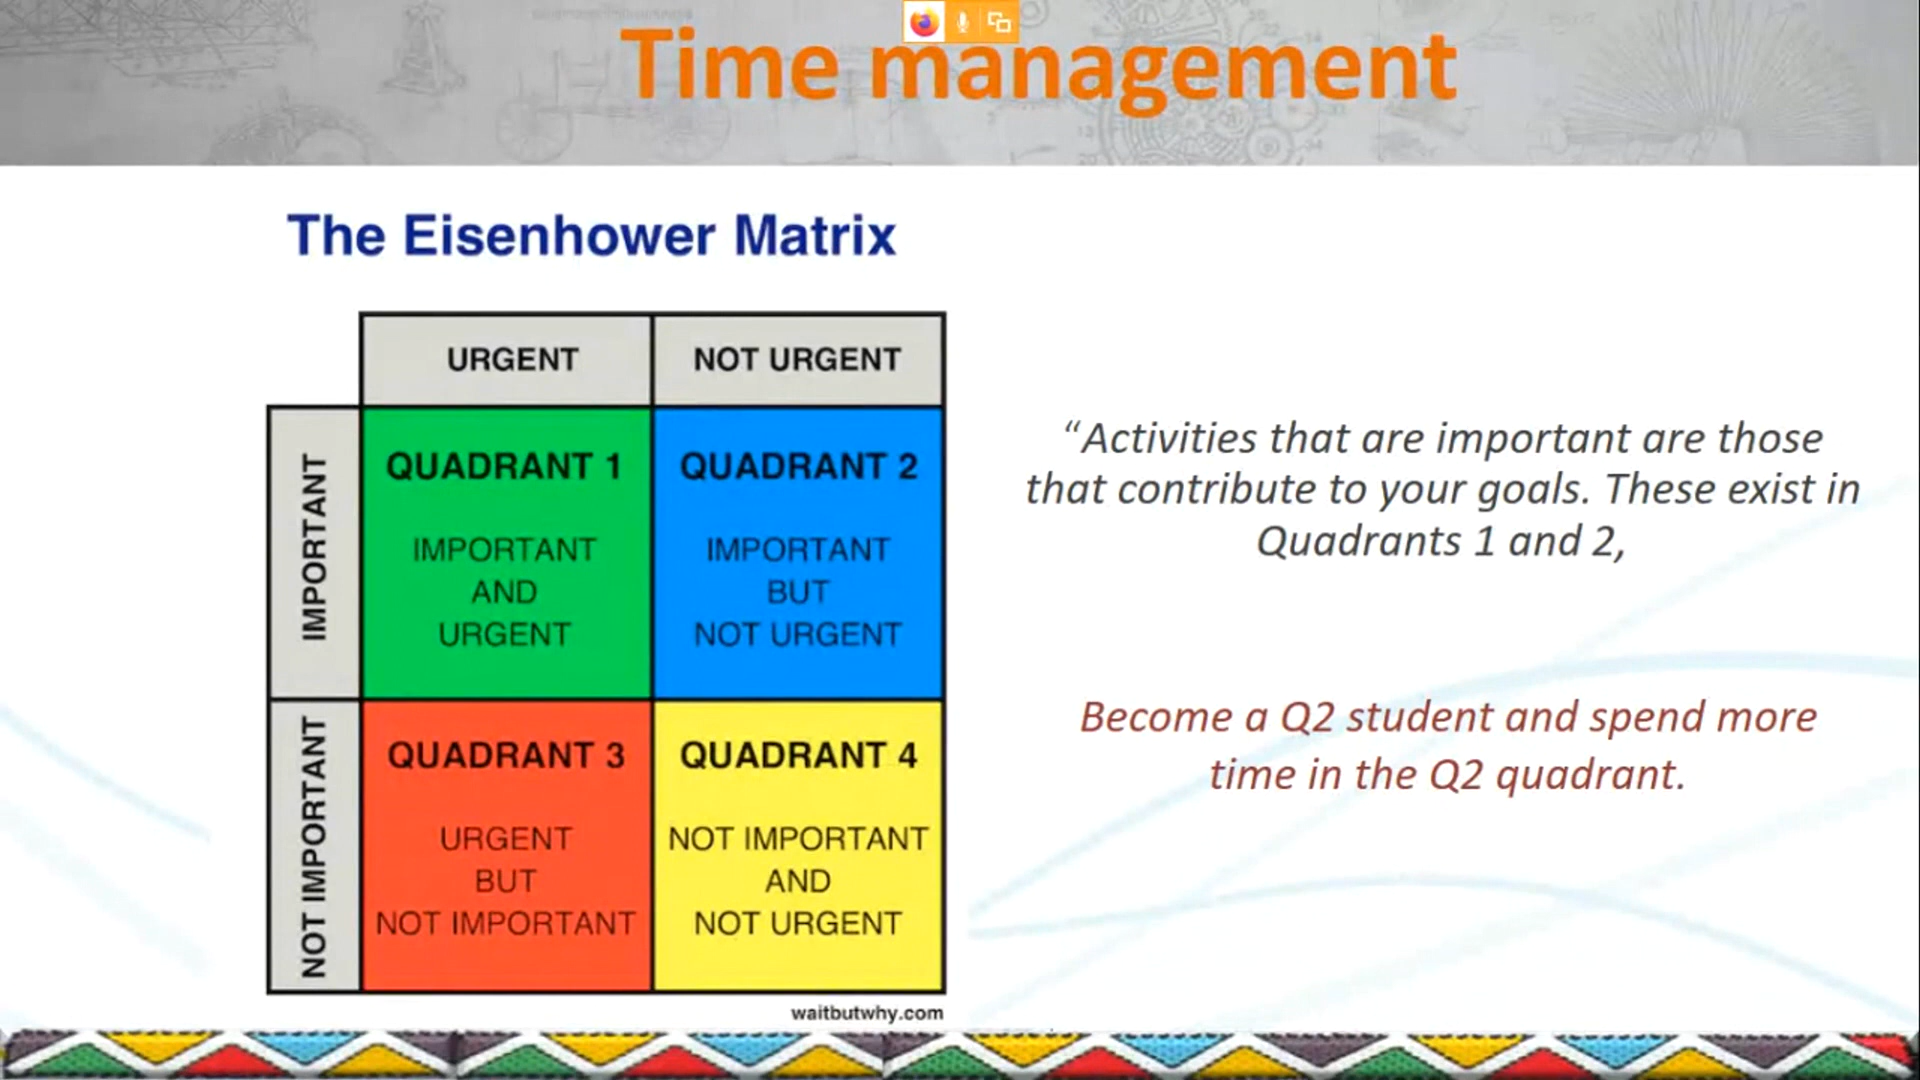 Time management
The Eisenhower Matrix
URGENT
NOT URGENT
IMPORTANT
QUADRANT 1
IMPORTANT
AND
URGENT
QUADRANT 2
IMPORTANT
BUT
NOT URGENT
NOT IMPORTANT
QUADRANT 3
URGENT
BUT
NOT IMPORTANT
QUADRANT 4
NOT IMPORTANT
AND
NOT URGENT
waitbutwhy.com
“Activities that are important are those
that contribute to your goals. These exist in
Quadrants 1 and 2,
Become a Q2 student and spend more
time in the Q2 quadrant.